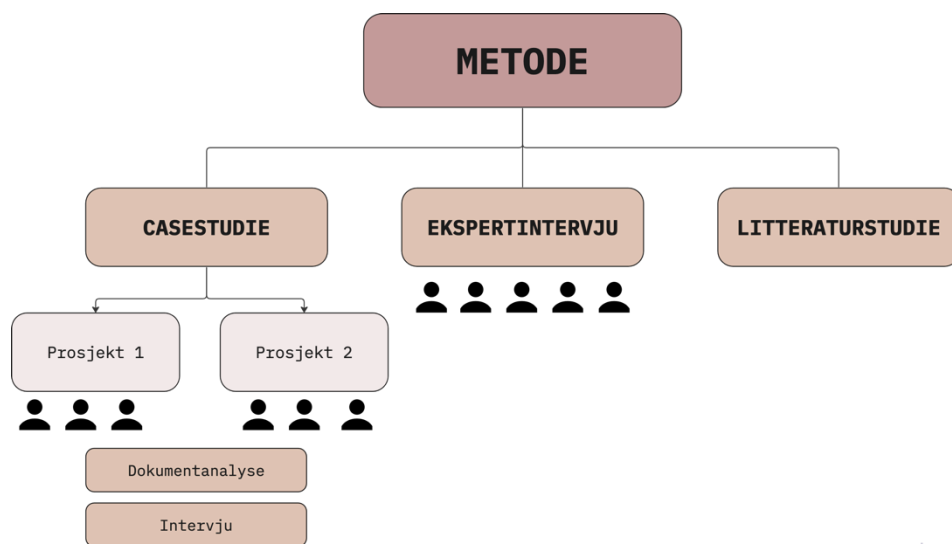 METODE
CASESTUDIE
EKSPERTINTERVJU
LITTERATURSTUDIE
Prosjekt 1
Prosjekt 2
Dokumentanalyse
Intervju